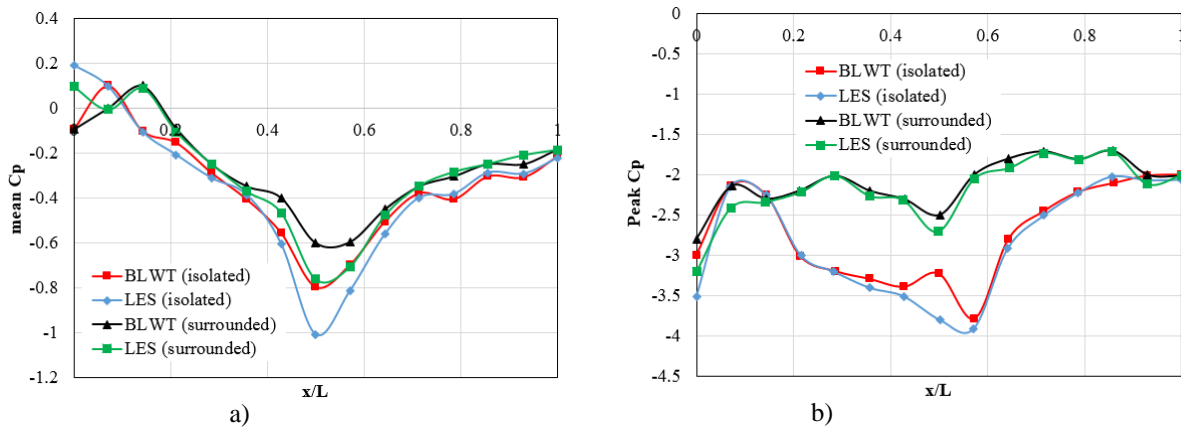 0.4
0.2
0
-0.2
-0.4
-0.6
-0.8
-1
-1.2
0 0.2 0.4 0.6 0.8 1
mean Cp
x/L
BLWT (isolated)
LES (isolated)
BLWT (surrounded)
LES (surrounded)
a)
0
-0.5
-1
-1.5
-2
-2.5
-3
-3.5
-4
-4.5
0 0.2 0.4 0.6 0.8 1
Peak Cp
x/L
BLWT (isolated)
LES (isolated)
BLWT (surrounded)
LES (surrounded)
b)